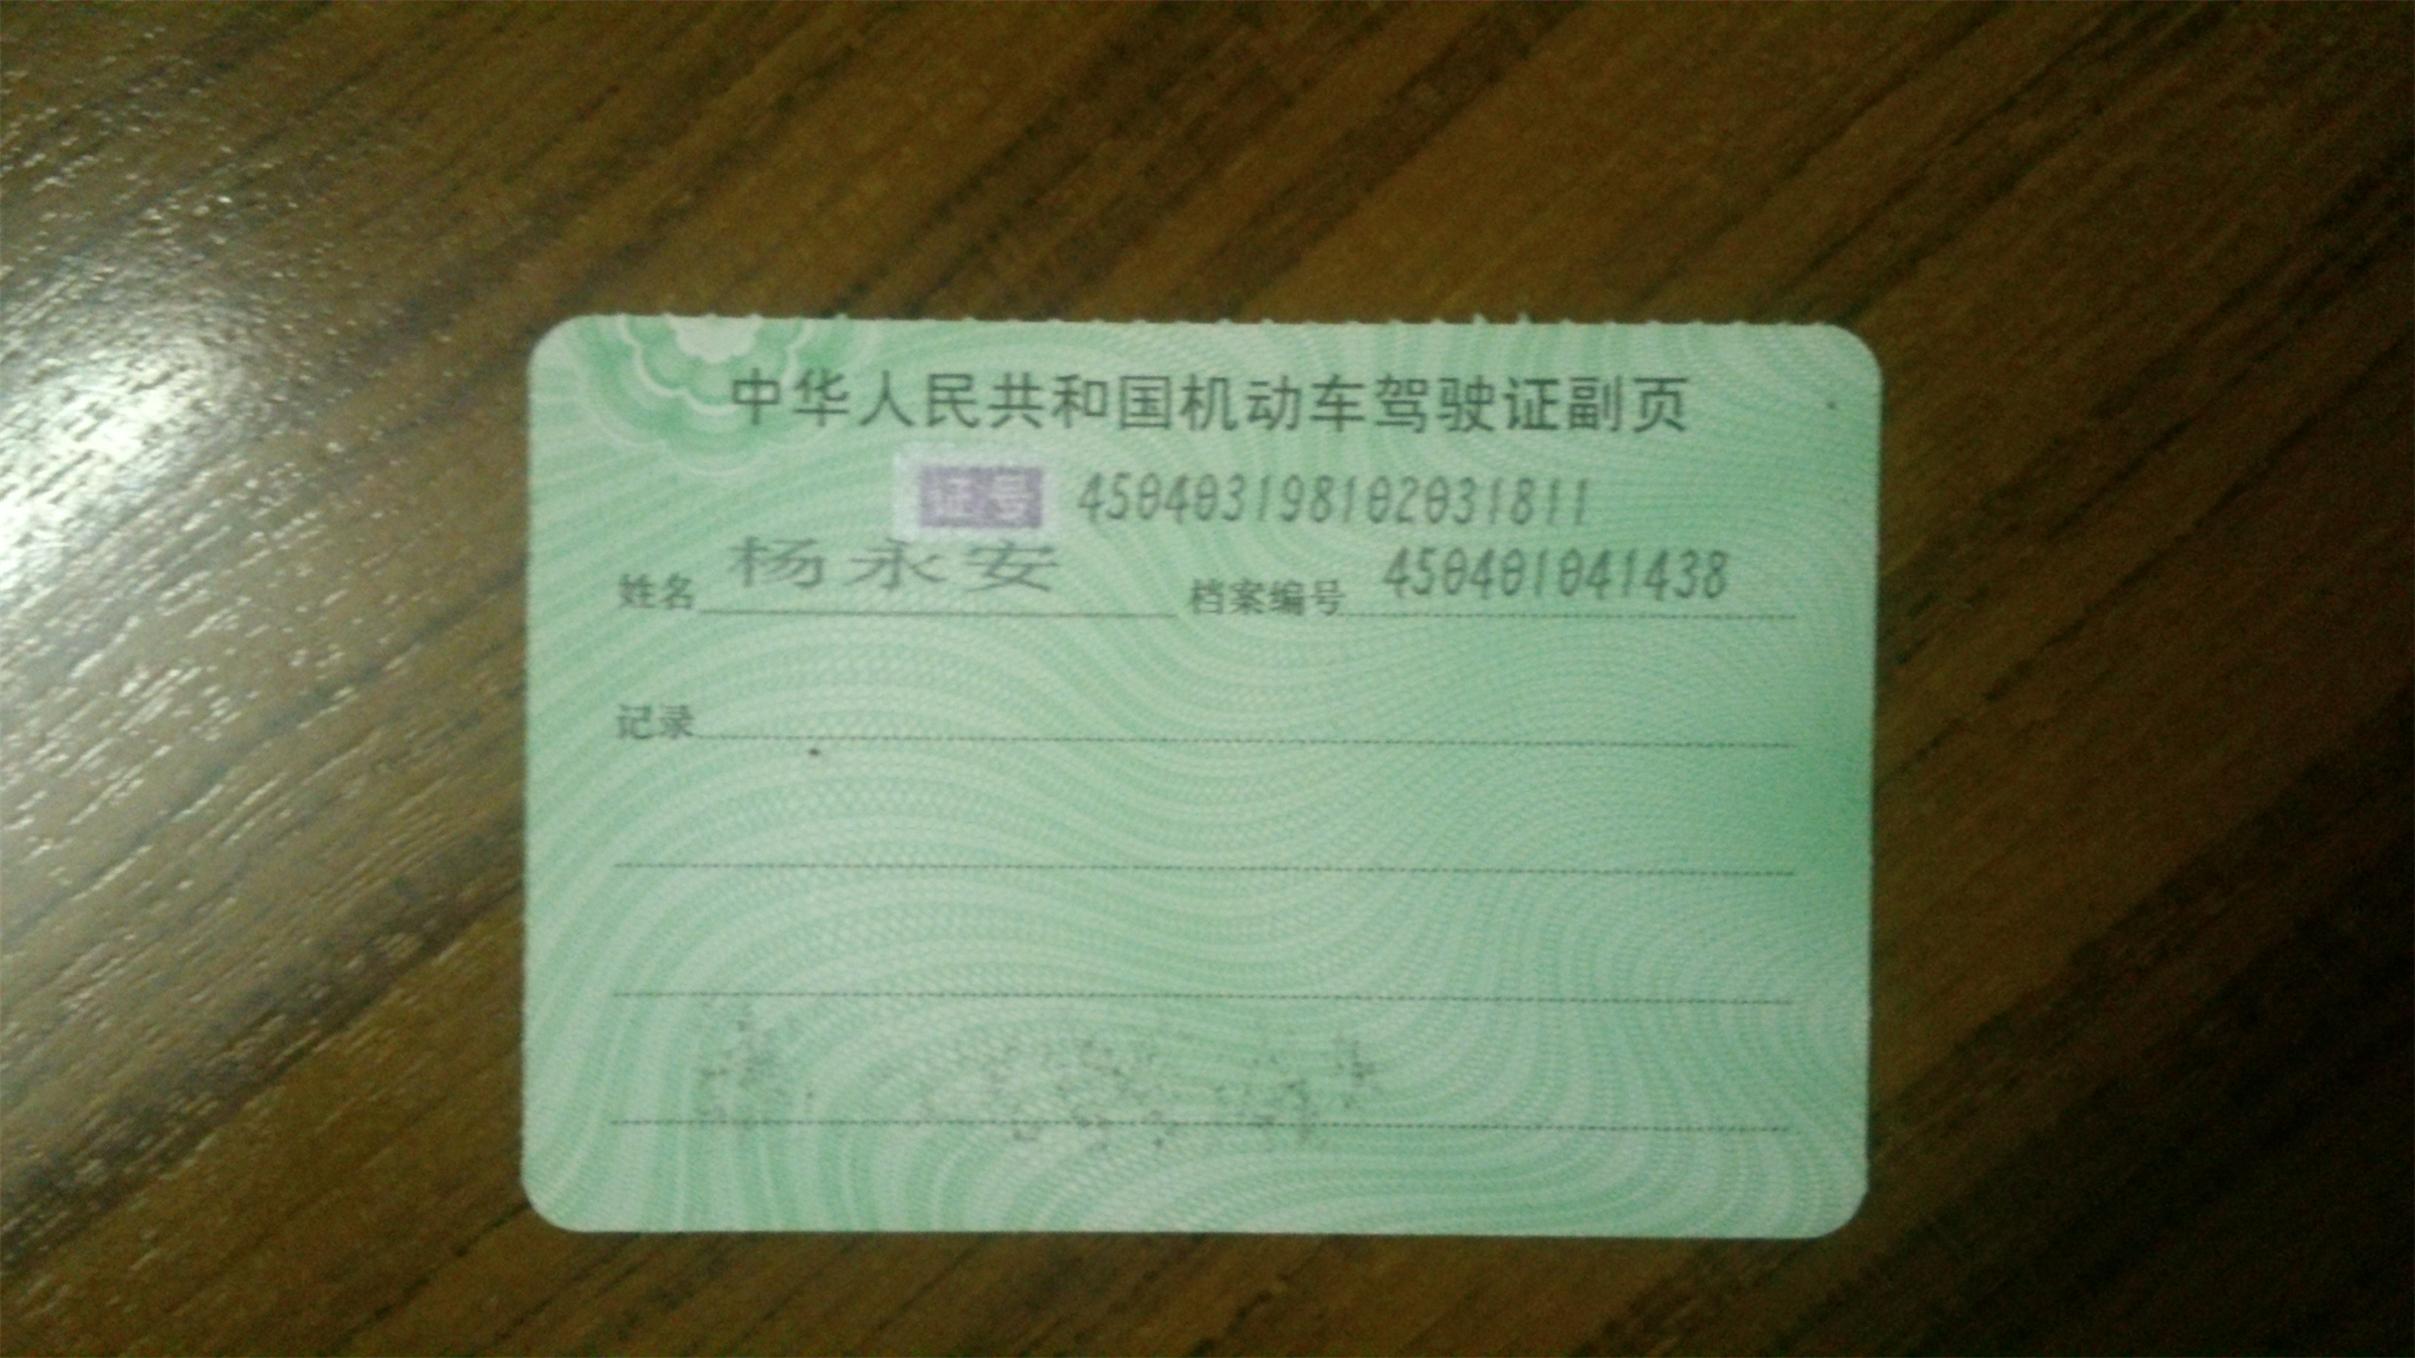 中华人民共和国机动车驾驶证副页
证号 450403198102031811
姓名 杨永安 档案编号 450401041438
记录